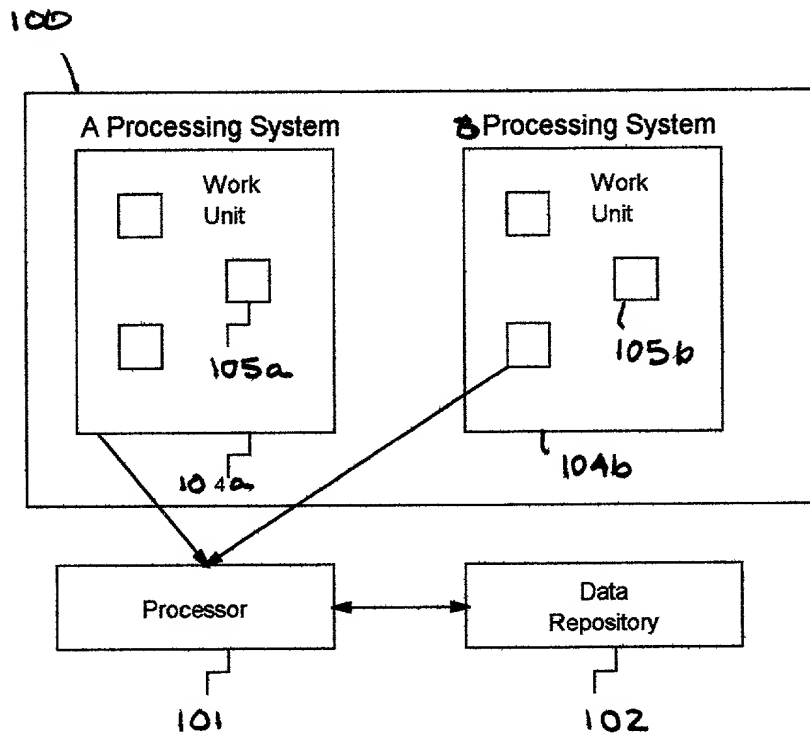 100
A Processing System
B Processing System
Work
Unit
Work
Unit
105a
105b
104a
104b
Processor
Data
Repository
101
102